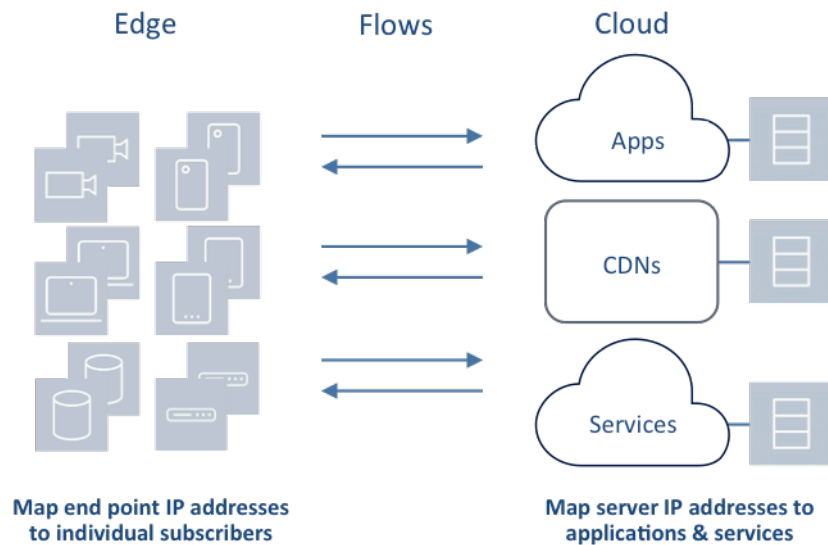 Edge
Flows
Cloud
Apps
CDNs
Services
Map end point IP addresses
to individual subscribers
Map server IP addresses to
applications & services